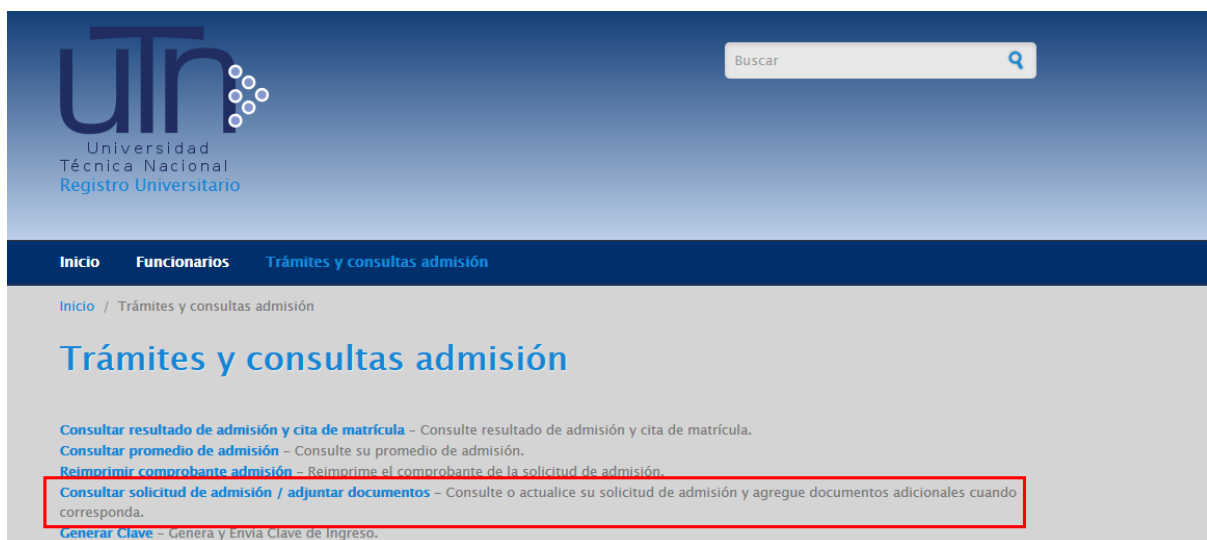 Buscar
uTn
Universidad
Técnica Nacional
Registro Universitario
Inicio Funcionarios Trámites y consultas admisión
Inicio / Trámites y consultas admisión
Trámites y consultas admisión
Consultar resultado de admisión y cita de matrícula – Consulte resultado de admisión y cita de matrícula.
Consultar promedio de admisión – Consulte su promedio de admisión.
Reimprimir comprobante admisión – Reimprime el comprobante de la solicitud de admisión.
Consultar solicitud de admisión / adjuntar documentos – Consulte o actualice su solicitud de admisión y agregue documentos adicionales cuando
corresponda.
Generar Clave – Genera y Envia Clave de Ingreso.